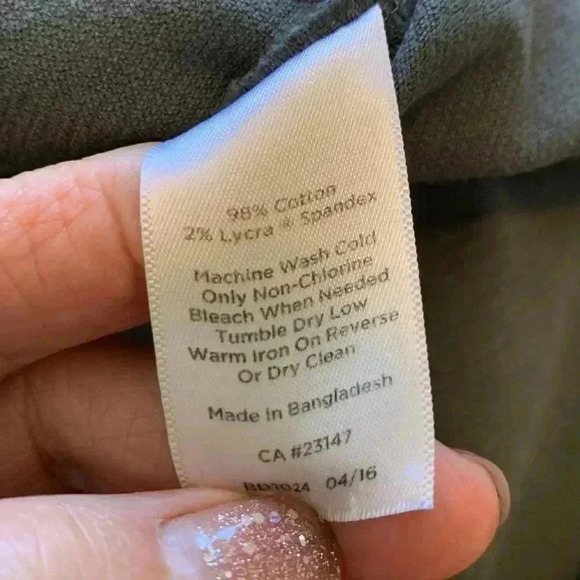 98% Cotton
2% Lycra ® Spandex
Machine Wash Cold
Only Non-Chlorine
Bleach When Needed
Tumble Dry Low
Warm Iron On Reverse
Or Dry Clean
Made In Bangladesh
CA #23147
04/16